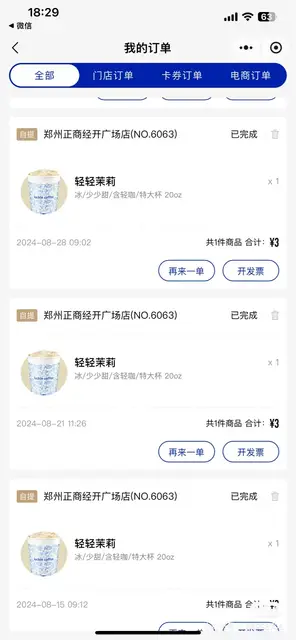 18:29
63
微信
我的订单
全部
门店订单
卡券订单
电商订单
自提 郑州正商经开广场店(NO.6063) 已完成
轻轻茉莉 x 1
冰/少少甜/含轻咖/特大杯 20oz
2024-08-28 09:02 共1件商品 合计: ¥3
再来一单 开发票
自提 郑州正商经开广场店(NO.6063) 已完成
轻轻茉莉 x 1
冰/少少甜/含轻咖/特大杯 20oz
2024-08-21 11:26 共1件商品 合计: ¥3
再来一单 开发票
自提 郑州正商经开广场店(NO.6063) 已完成
轻轻茉莉 x 1
冰/少甜/含轻咖/特大杯 20oz
2024-08-15 09:12 共1件商品 合计: